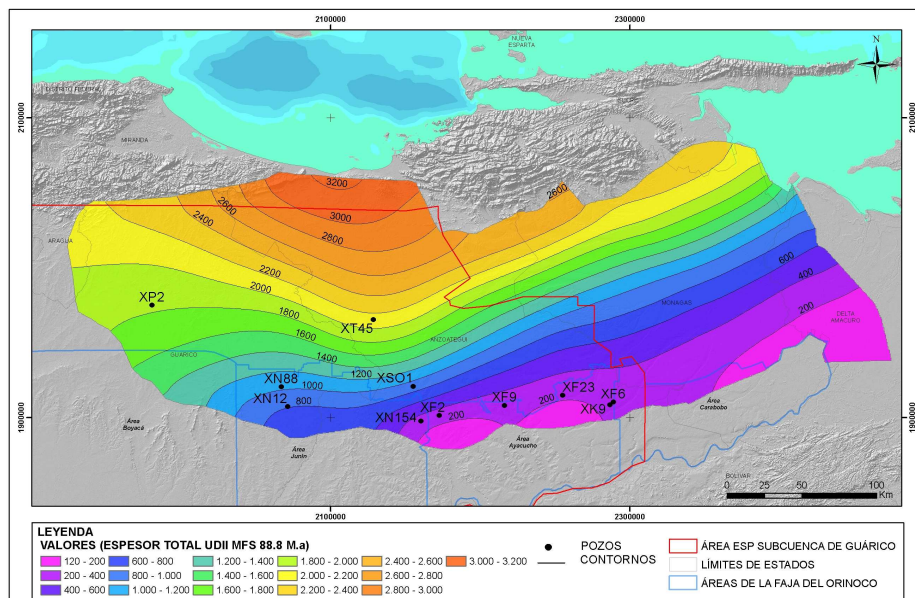 2100000 2300000
NUEVA
ESPARTA
N
DISTRITO FEDERAL
SUCRE
2100000 2100000
MIRANDA
3200
2600
2600
3000
2400
2800
ARAGUA
600
2200
400
2000
XP2
MONAGAS
200
1800
XT45
DELTA
AMACURO
ANZOATEGUI
1600
GUÁRICO
1400
1200
XN88
1000
XSO1
XF23
XN12
800
XF9
200
XF6
XF2
XK9
Área
Carabobo
1900000
XN154
200
1900000
Área
Boyacá
Área
Junín
Área
Ayacucho
BOLIVAR
0 25 50 100
Km
2100000 2300000
LEYENDA
VALORES (ESPESOR TOTAL UDII MFS 88.8 M.a)
120 - 200 600 - 800 1.200 - 1.400 1.800 - 2.000 2.400 - 2.600 3.000 - 3.200
200 - 400 800 - 1.000 1.400 - 1.600 2.000 - 2.200 2.600 - 2.800
400 - 600 1.000 - 1.200 1.600 - 1.800 2.200 - 2.400 2.800 - 3.000
POZOS
CONTORNOS
ÁREA ESP SUBCUENCA DE GUÁRICO
LÍMITES DE ESTADOS
ÁREAS DE LA FAJA DEL ORINOCO